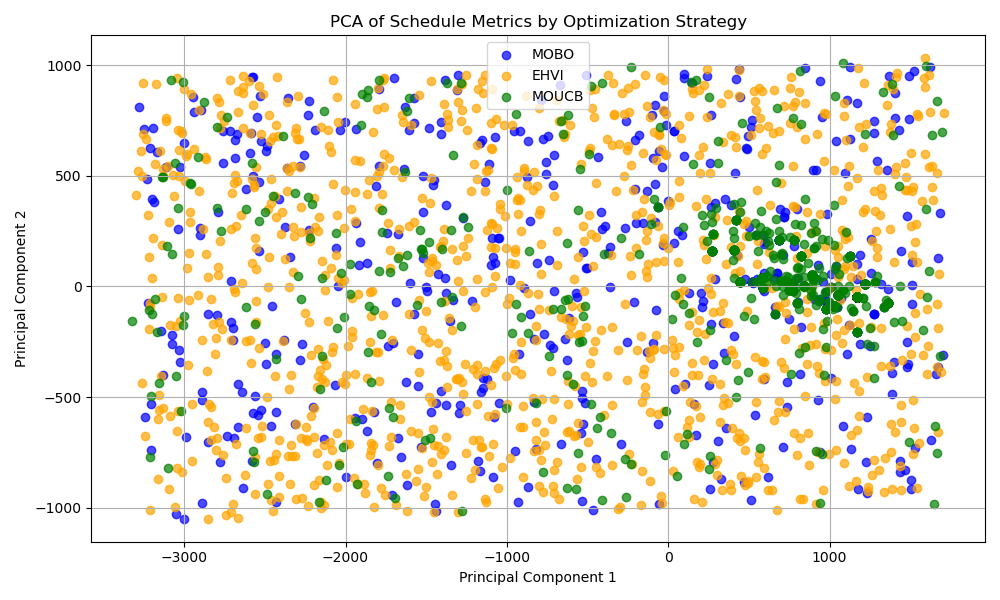 PCA of Schedule Metrics by Optimization Strategy
MOBO
EHVI
MOUCB
Principal Component 2
1000
500
0
−500
−1000
−3000
−2000
−1000
0
1000
Principal Component 1